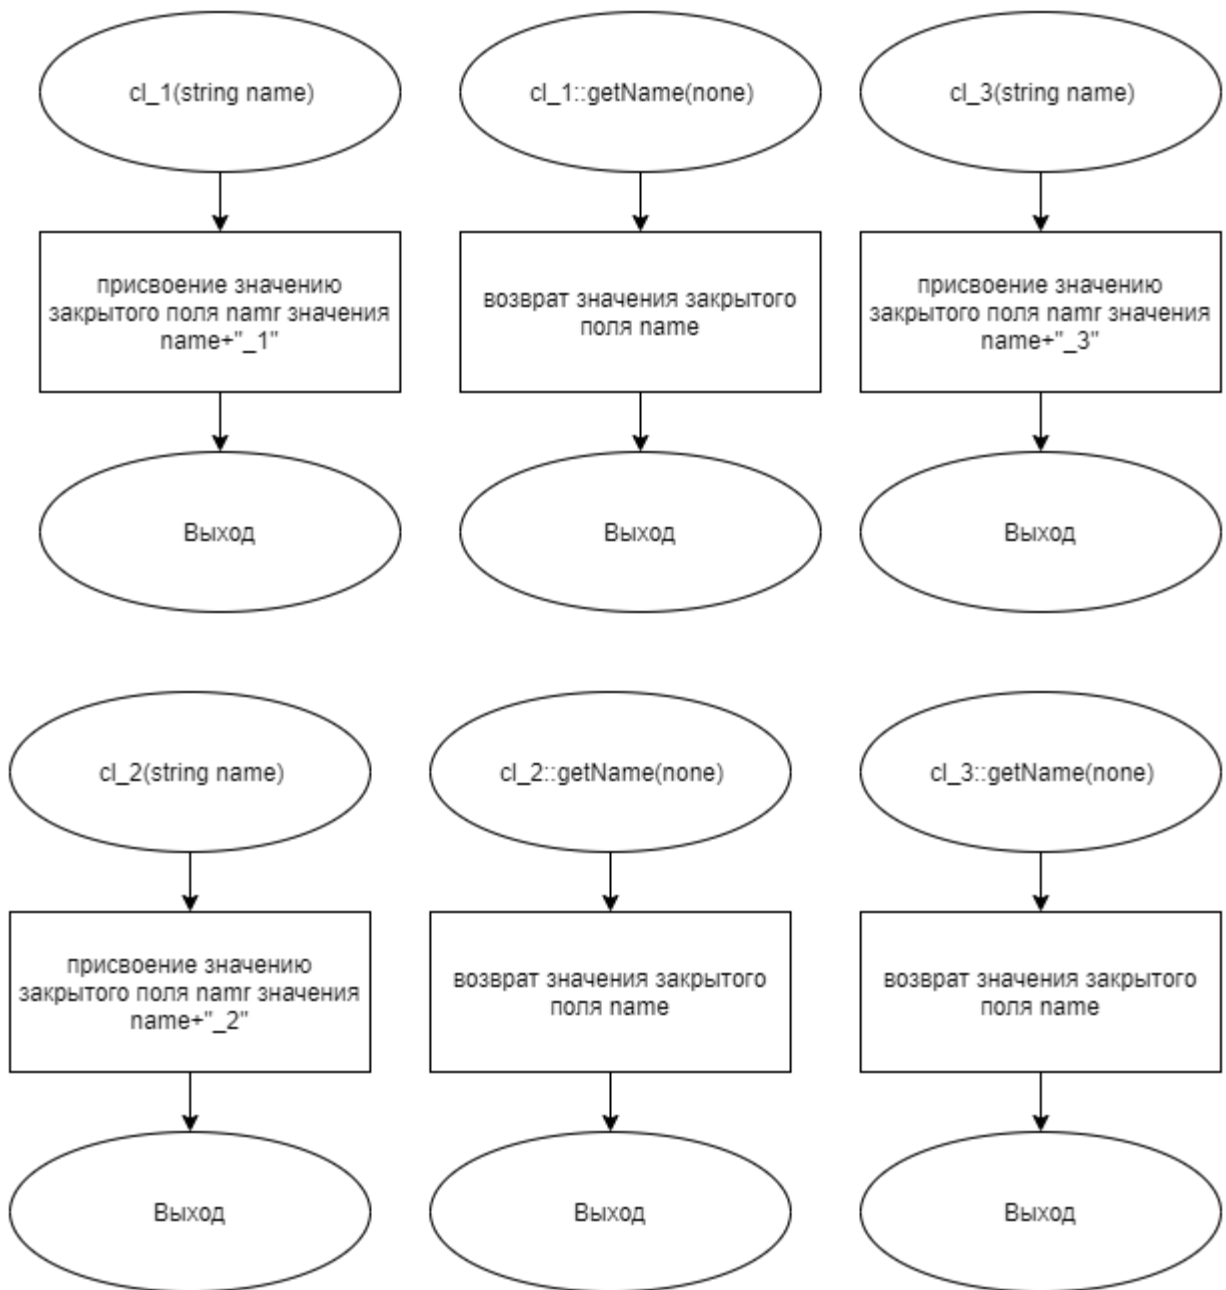 cl_1(string name)
cl_1::getName(none)
cl_3(string name)
присвоение значению
закрытого поля namr значения
name+"_1"
возврат значения закрытого
поля name
присвоение значению
закрытого поля namr значения
name+"_3"
Выход
Выход
Выход
cl_2(string name)
cl_2::getName(none)
cl_3::getName(none)
присвоение значению
закрытого поля namr значения
name+"_2"
возврат значения закрытого
поля name
возврат значения закрытого
поля name
Выход
Выход
Выход